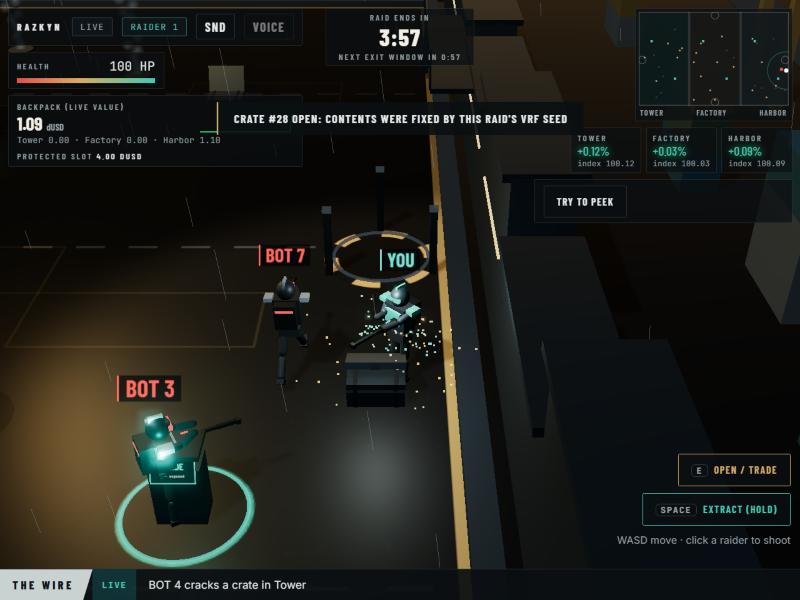 RAZKYN LIVE RAIDER 1 SND VOICE
RAID ENDS IN
3:57
NEXT EXIT WINDOW IN 0:57
HEALTH 100 HP
BACKPACK (LIVE VALUE)
1.09 dUSD
Tower 0.00 · Factory 0.00 · Harbor 1.10
PROTECTED SLOT 4.00 DUSD
CRATE #28 OPEN: CONTENTS WERE FIXED BY THIS RAID'S VRF SEED
TOWER FACTORY HARBOR
TOWER
+0.12%
index 100.12
FACTORY
+0.03%
index 100.03
HARBOR
+0.09%
index 100.09
TRY TO PEEK
BOT 7
YOU
BOT 3
E OPEN / TRADE
SPACE EXTRACT (HOLD)
WASD move · click a raider to shoot
THE WIRE LIVE BOT 4 cracks a crate in Tower